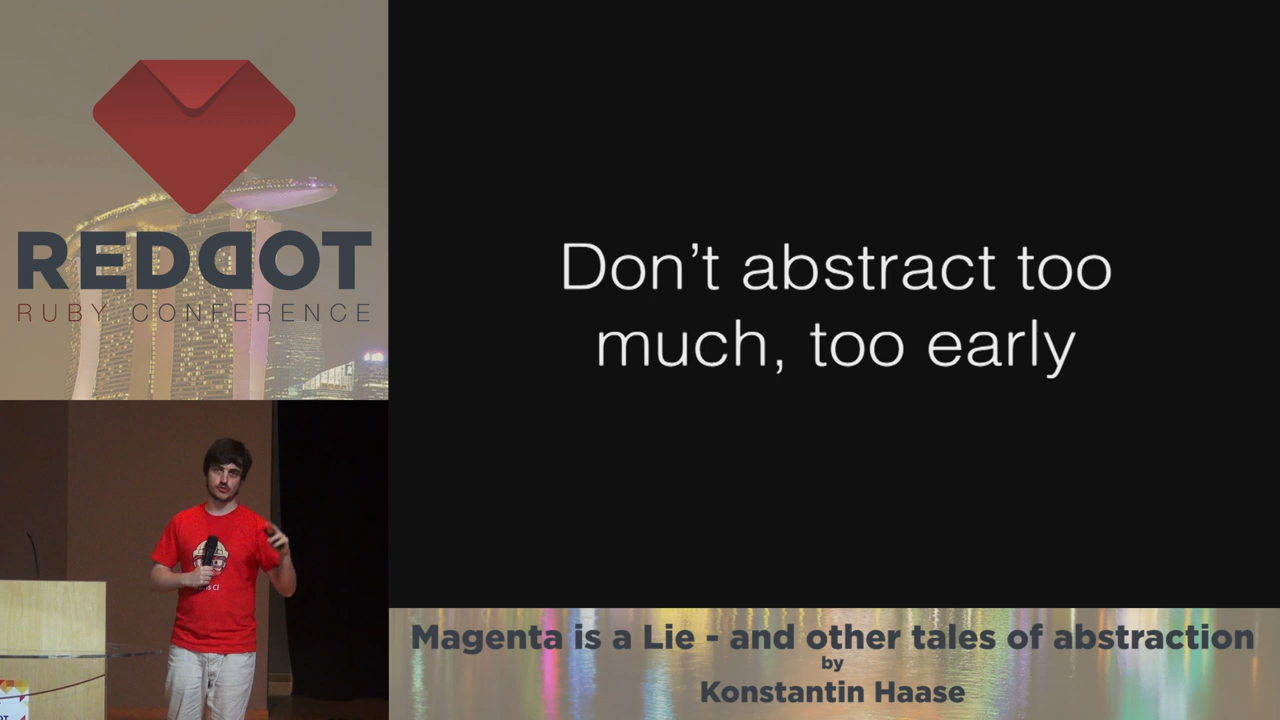 REDDOT
RUBY CONFERENCE
Don't abstract too
much, too early
CI
Magenta is a Lie - and other tales of abstraction
by
Konstantin Haase